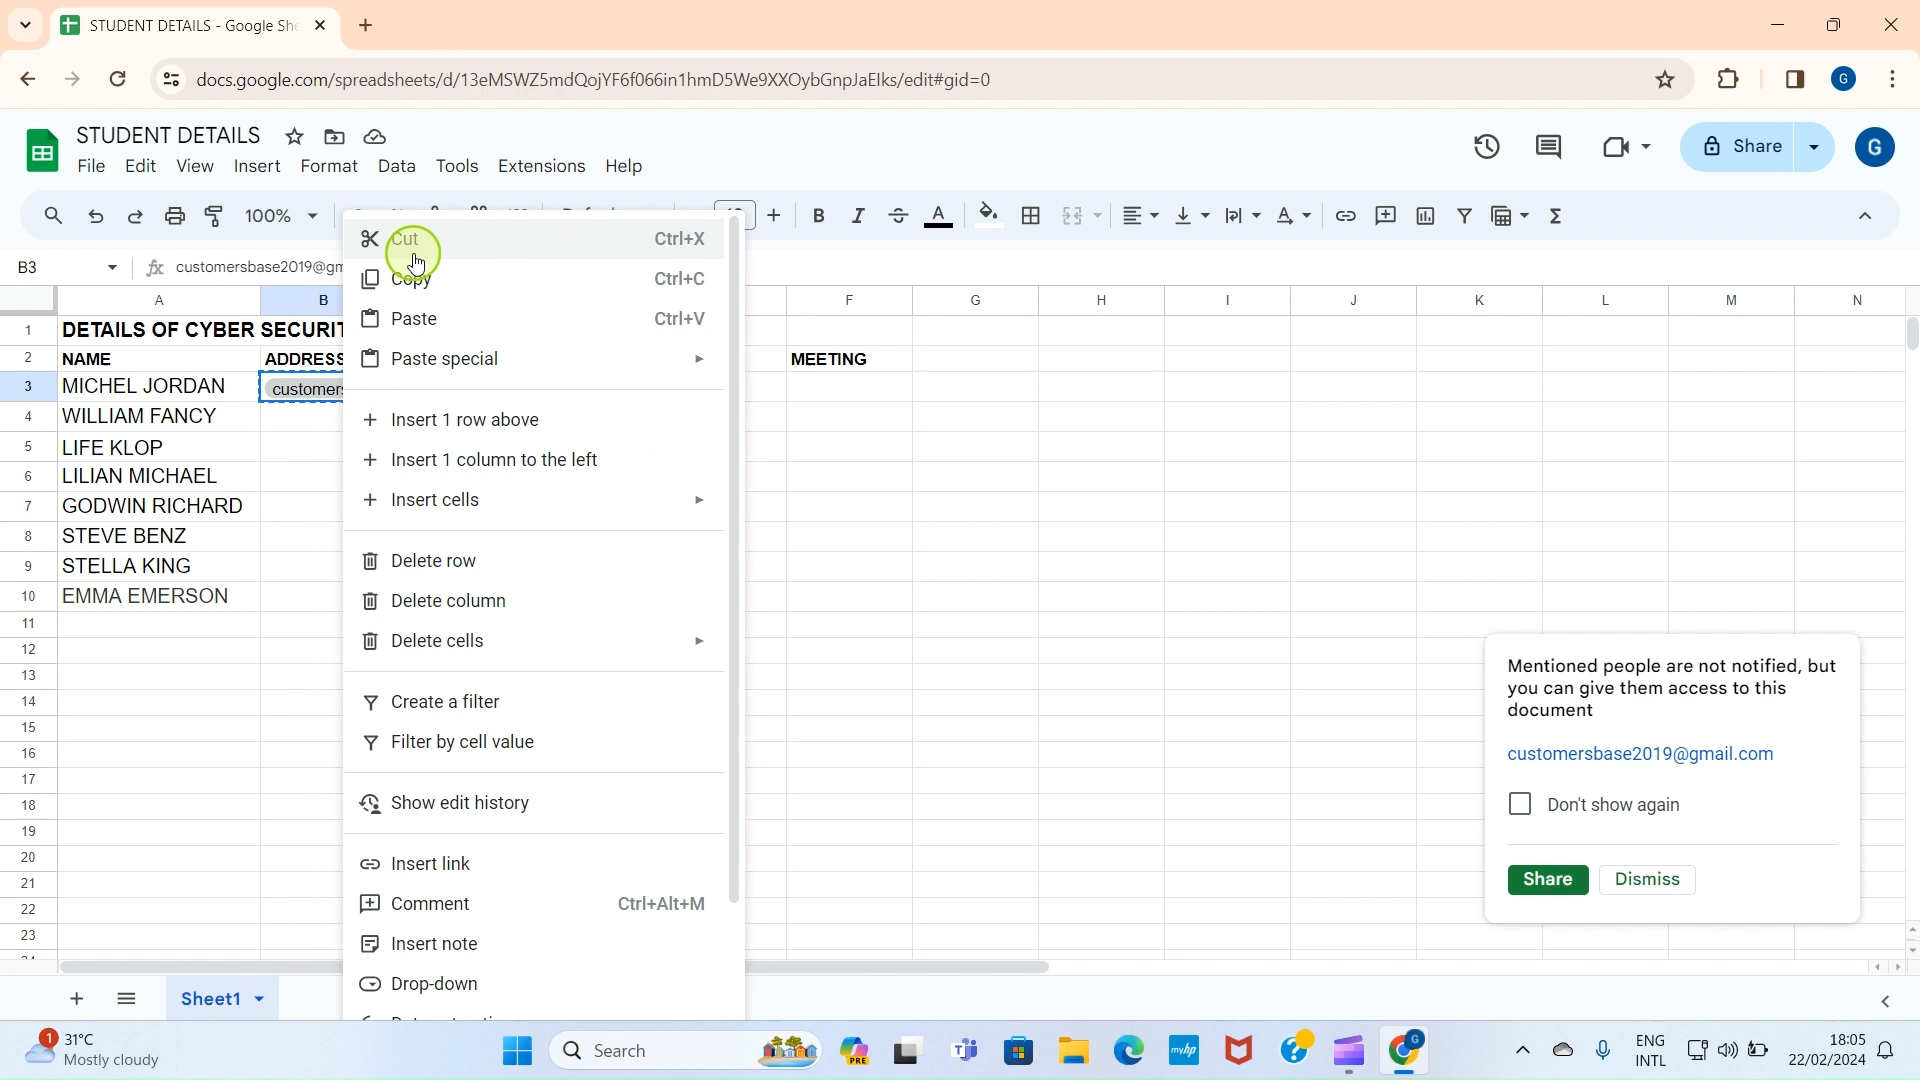 STUDENT DETAILS - Google She
docs.google.com/spreadsheets/d/13eMSWZ5mdQojYF6f066in1hmD5We9XXOybGnpJaElks/edit#gid=0
G
STUDENT DETAILS
File Edit View Insert Format Data Tools Extensions Help
Share
G
100%
B I A Σ
B3
fx customersbase2019@gm
A B F G H I J K L M N
1 DETAILS OF CYBER SECURIT
2 NAME ADDRESS MEETING
3 MICHEL JORDAN customers
4 WILLIAM FANCY
5 LIFE KLOP
6 LILIAN MICHAEL
7 GODWIN RICHARD
8 STEVE BENZ
9 STELLA KING
10 EMMA EMERSON
11
12
13
14
15
16
17
18
19
20
21
22
23
Cut Ctrl+X
Copy Ctrl+C
Paste Ctrl+V
Paste special
Insert 1 row above
Insert 1 column to the left
Insert cells
Delete row
Delete column
Delete cells
Create a filter
Filter by cell value
Show edit history
Insert link
Comment Ctrl+Alt+M
Insert note
Drop-down
Mentioned people are not notified, but
you can give them access to this
document
customersbase2019@gmail.com
Don't show again
Share Dismiss
Sheet1
1 31°C
Mostly cloudy
Search
PRE
myhp
G
ENG
INTL
18:05
22/02/2024